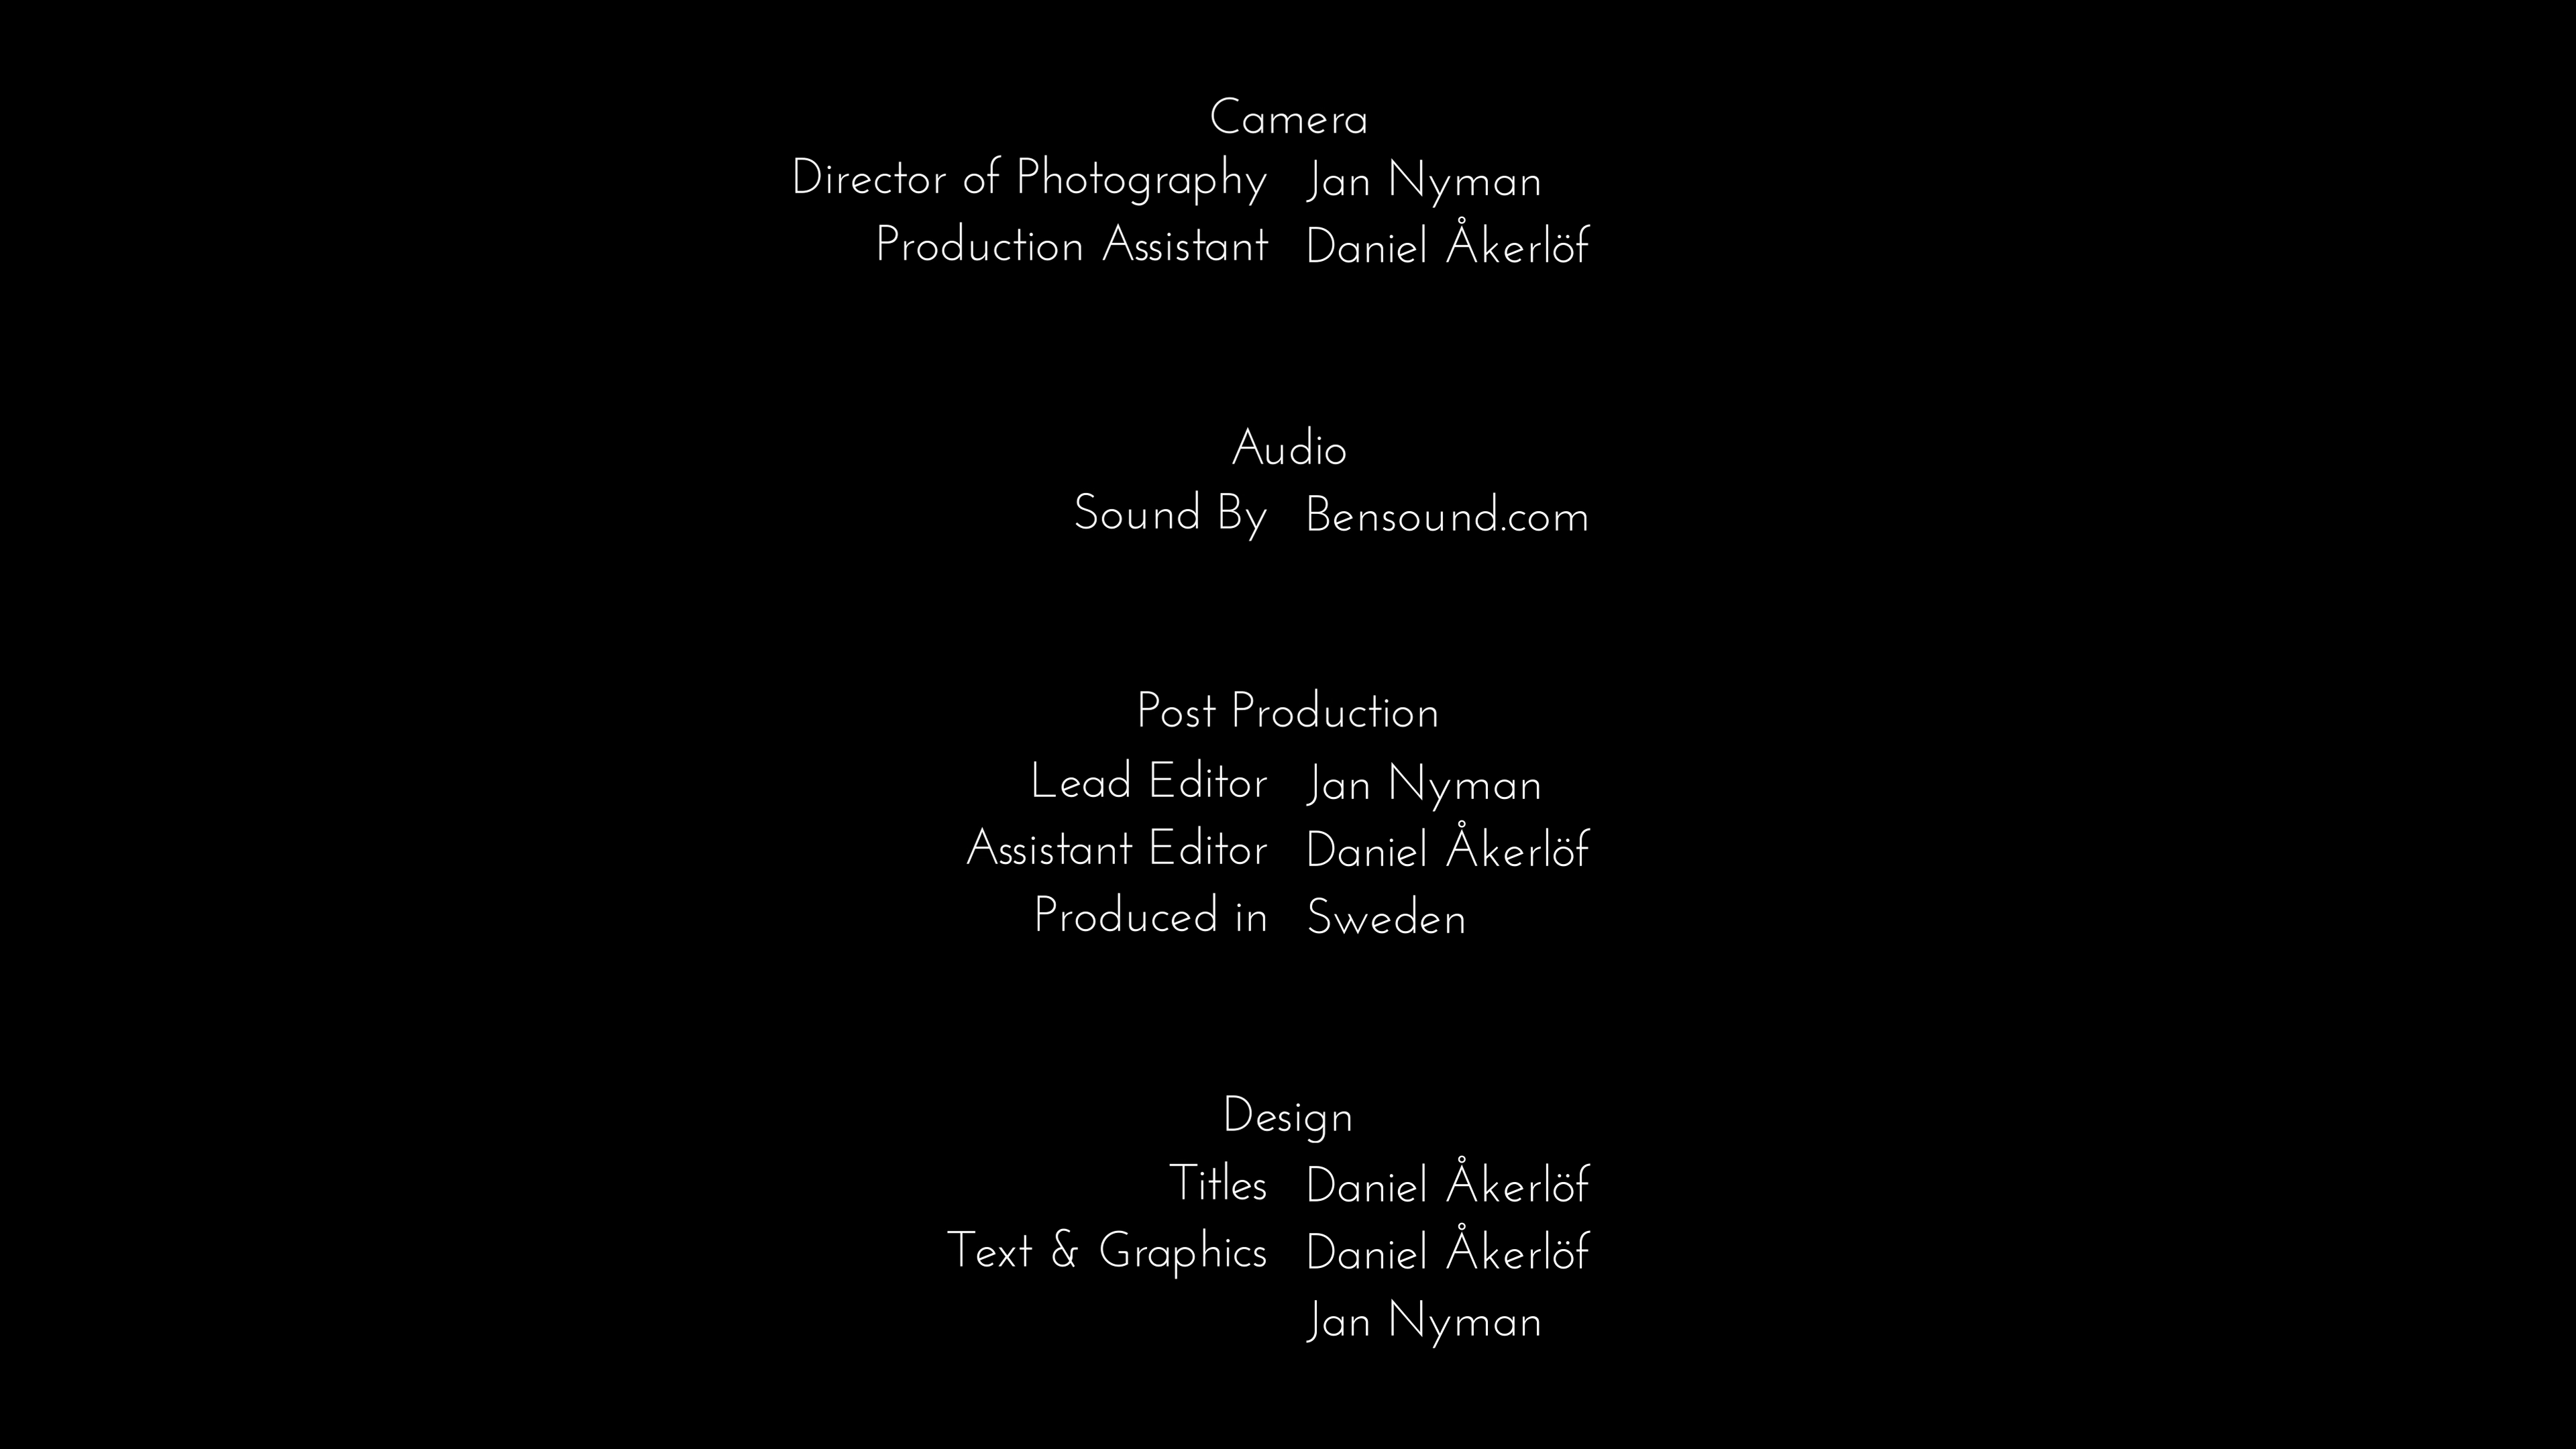 Camera
Director of Photography Jan Nyman
Production Assistant Daniel Åkerlöf
Audio
Sound By Bensound.com
Post Production
Lead Editor Jan Nyman
Assistant Editor Daniel Åkerlöf
Produced in Sweden
Design
Titles Daniel Åkerlöf
Text & Graphics Daniel Åkerlöf
Jan Nyman